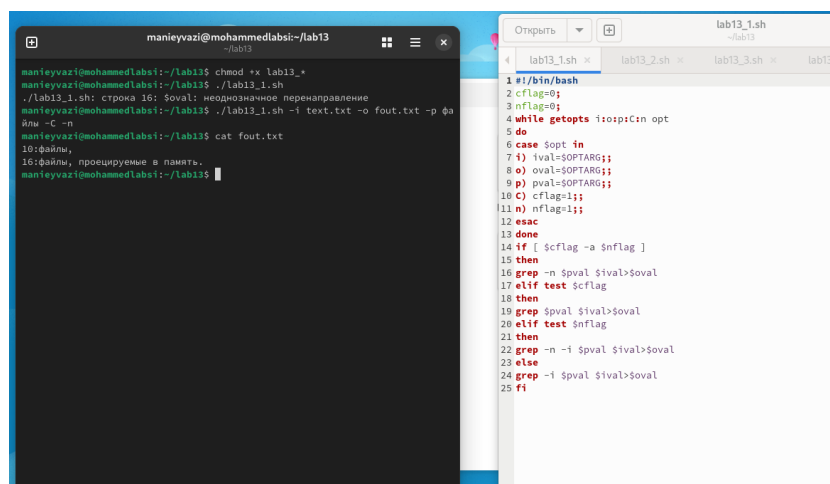 manieyvazi@mohammedlabsi:~/lab13
~/lab13
manieyvazi@mohammedlabsi:~/lab13$ chmod +x lab13_*
manieyvazi@mohammedlabsi:~/lab13$ ./lab13_1.sh
./lab13_1.sh: строка 16: $oval: неоднозначное перенаправление
manieyvazi@mohammedlabsi:~/lab13$ ./lab13_1.sh -i text.txt -o fout.txt -p фа
йлы -C -n
manieyvazi@mohammedlabsi:~/lab13$ cat fout.txt
10:файлы,
16:файлы, проецируемые в память.
manieyvazi@mohammedlabsi:~/lab13$
Открыть
lab13_1.sh
~/lab13
lab13_1.sh × lab13_2.sh × lab13_3.sh × lab13
1 #!/bin/bash
2 cflag=0;
3 nflag=0;
4 while getopts i:o:p:C:n opt
5 do
6 case $opt in
7 i) ival=$OPTARG;;
8 o) oval=$OPTARG;;
9 p) pval=$OPTARG;;
10 C) cflag=1;;
11 n) nflag=1;;
12 esac
13 done
14 if [ $cflag -a $nflag ]
15 then
16 grep -n $pval $ival>$oval
17 elif test $cflag
18 then
19 grep $pval $ival>$oval
20 elif test $nflag
21 then
22 grep -n -i $pval $ival>$oval
23 else
24 grep -i $pval $ival>$oval
25 fi